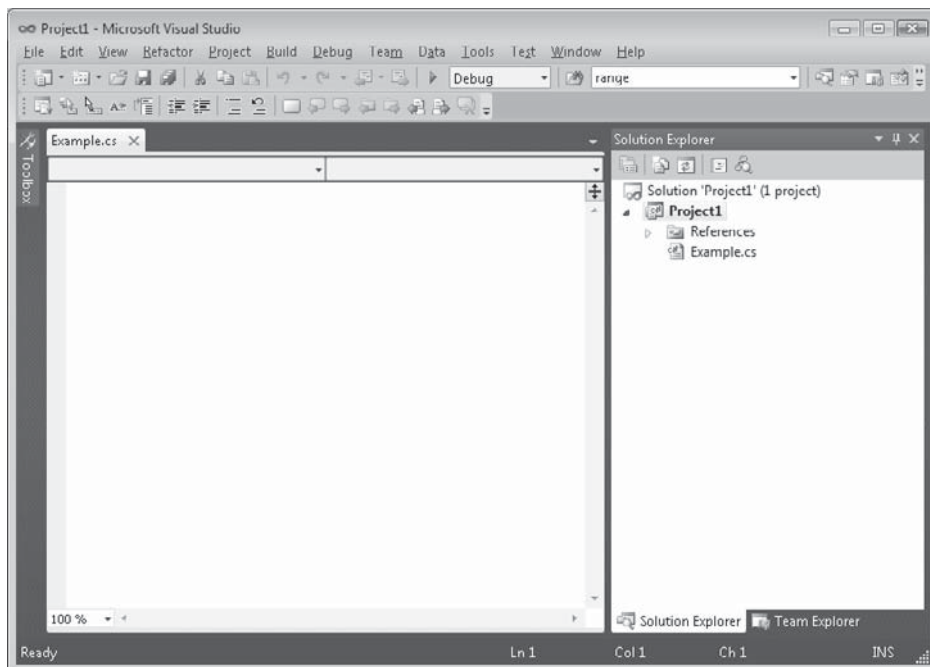 Project1 - Microsoft Visual Studio
File Edit View Refactor Project Build Debug Team Data Tools Test Window Help
Debug range
Toolbox
Example.cs
Solution Explorer
Solution 'Project1' (1 project)
Project1
References
Example.cs
100 %
Solution Explorer Team Explorer
Ready Ln 1 Col 1 Ch 1 INS